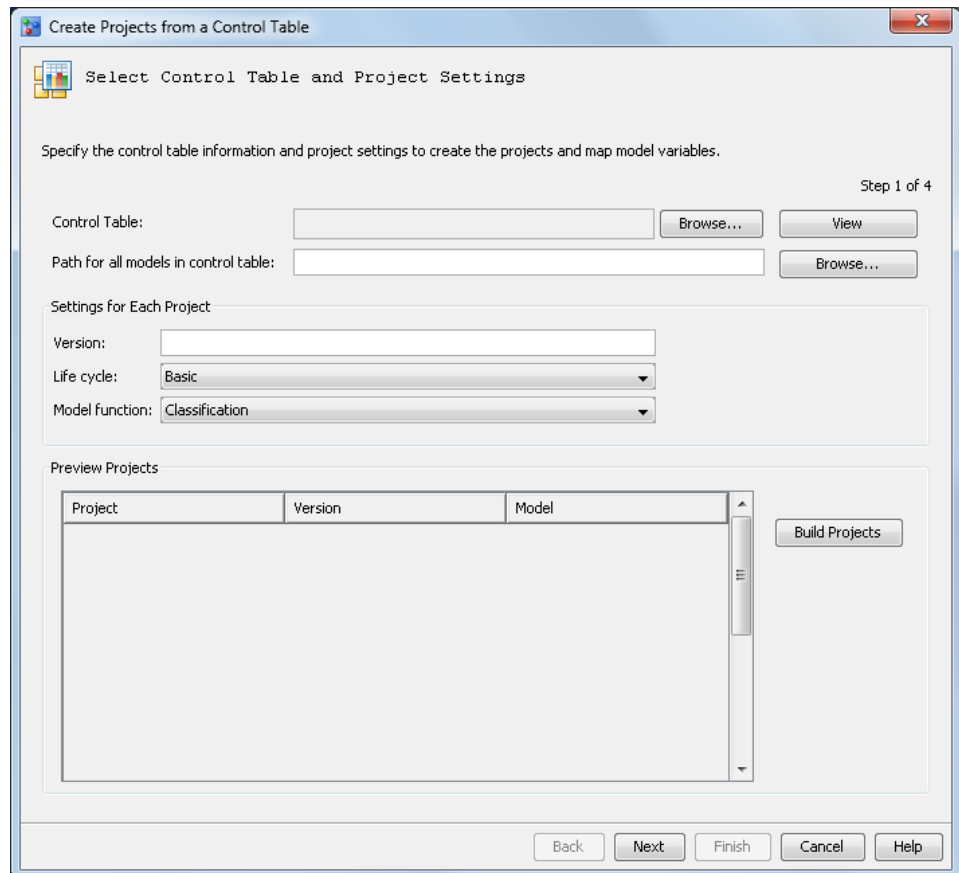 Create Projects from a Control Table
Select Control Table and Project Settings
Specify the control table information and project settings to create the projects and map model variables.
Step 1 of 4
Control Table: Browse... View
Path for all models in control table: Browse...
Settings for Each Project
Version:
Life cycle: Basic
Model function: Classification
Preview Projects
Project Version Model
Build Projects
Back Next Finish Cancel Help